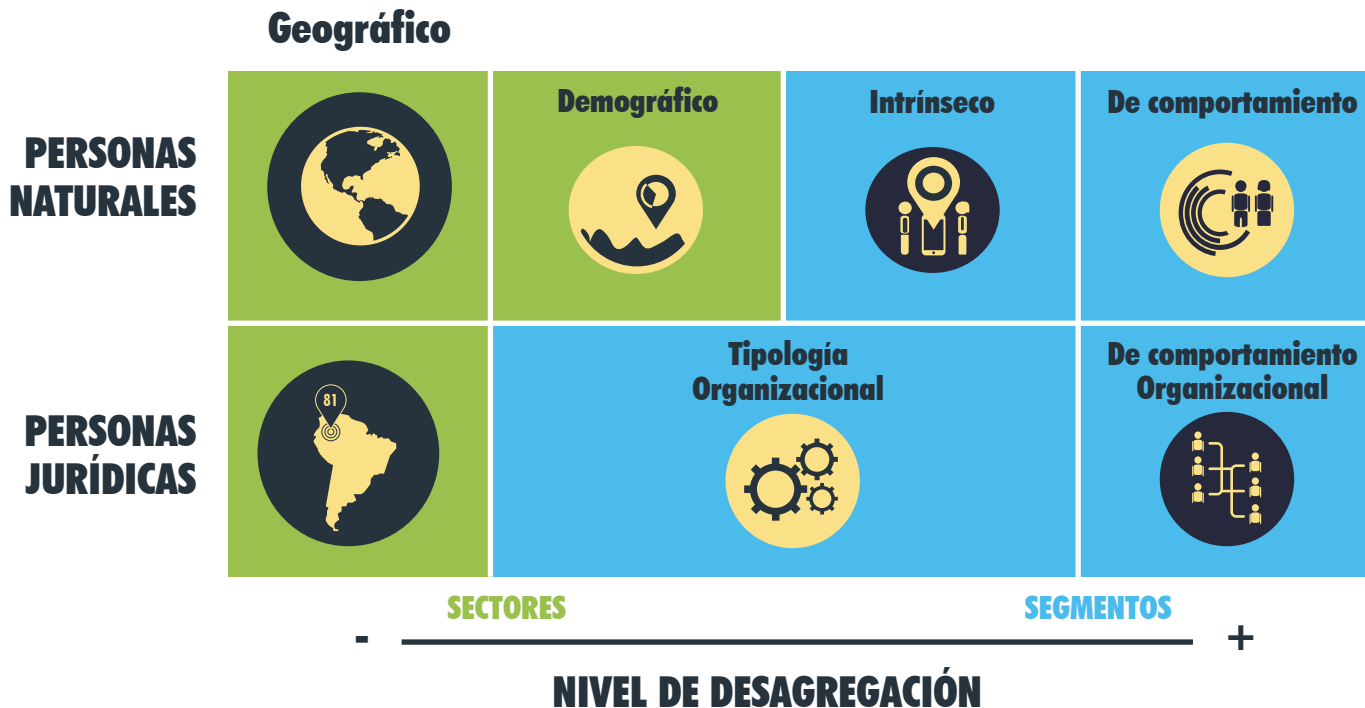 Geográfico
PERSONAS
NATURALES
Demográfico
Intrínseco
De comportamiento
PERSONAS
JURÍDICAS
81
Tipología
Organizacional
De comportamiento
Organizacional
SECTORES
SEGMENTOS
- +
NIVEL DE DESAGREGACIÓN